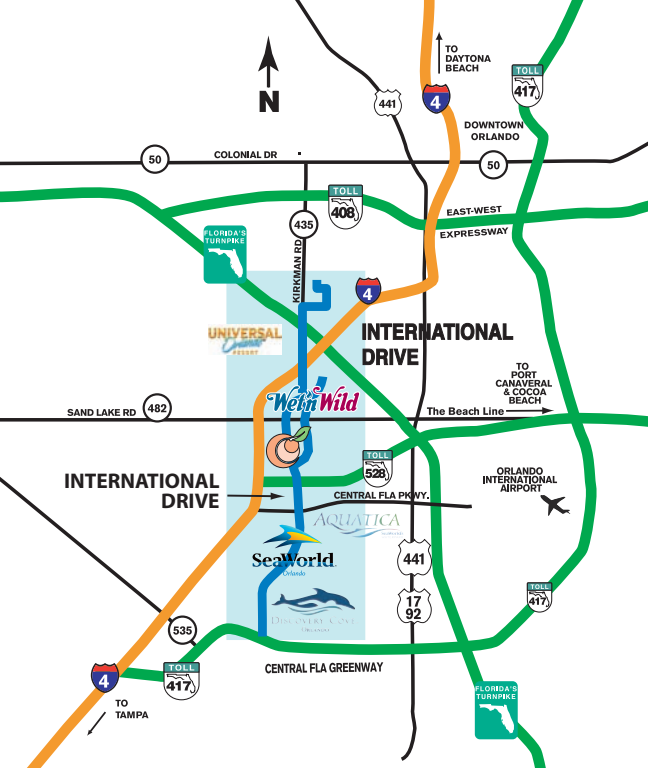 TO
DAYTONA
BEACH
TOLL
417
441
4
N
DOWNTOWN
ORLANDO
50
COLONIAL DR
50
TOLL
408
EAST-WEST
EXPRESSWAY
435
KIRKMAN RD
FLORIDA'S
TURNPIKE
4
UNIVERSAL
Orlando
RESORT
INTERNATIONAL
DRIVE
TO
PORT
CANAVERAL
& COCOA
BEACH
Wet'n Wild
SAND LAKE RD
482
The Beach Line
TOLL
528
INTERNATIONAL
DRIVE
ORLANDO
INTERNATIONAL
AIRPORT
CENTRAL FLA PKWY.
AQUATICA
SeaWorld
Orlando
441
17
92
DISCOVERY COVE
ORLANDO
TOLL
417
535
TOLL
417
4
CENTRAL FLA GREENWAY
TO
TAMPA
FLORIDA'S
TURNPIKE